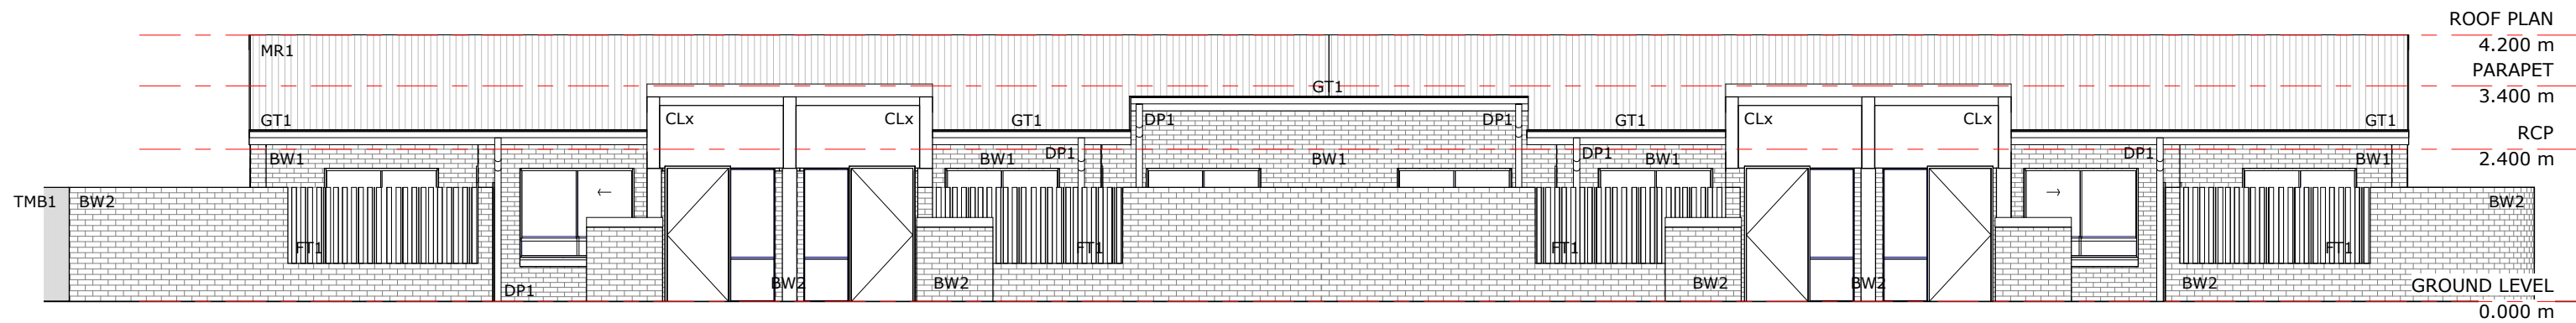 ROOF PLAN
4.200 m
MR1
PARAPET
GT1
3.400 m
GT1 CLx CLx GT1 DP1 DP1 GT1 CLx CLx GT1
RCP
BW1 BW1 DP1 BW1 DP1 BW1 DP1 BW1
2.400 m
TMB1 BW2 BW2
FT1 FT1 FT1 FT1
DP1 BW2 BW2 BW2 BW2 BW2
GROUND LEVEL
0.000 m